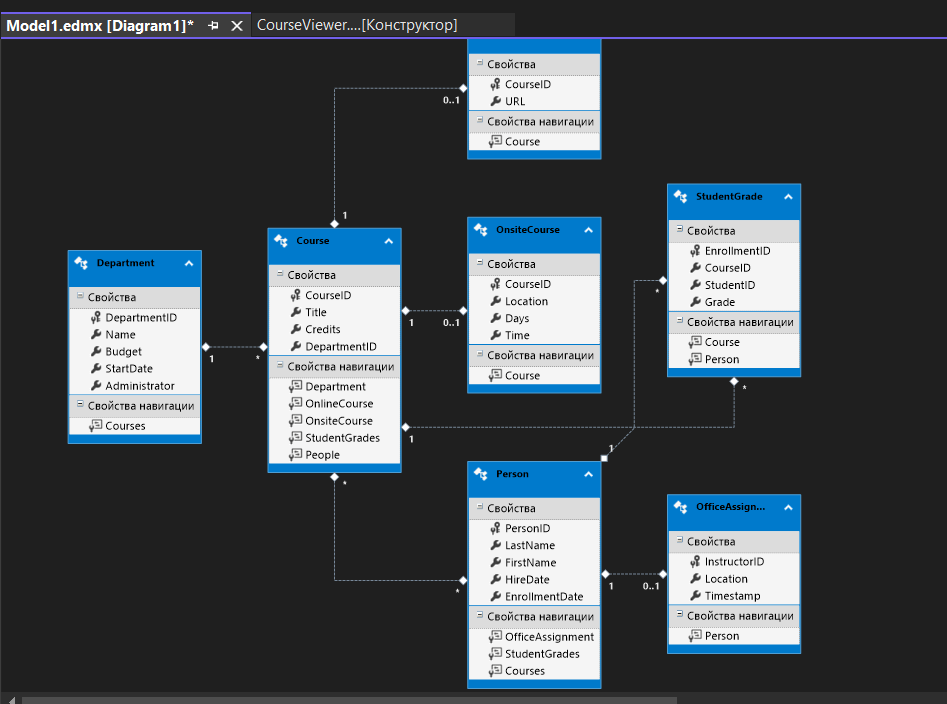 Model1.edmx [Diagram1]*
CourseViewer....[Конструктор]
Свойства
CourseID
URL
Свойства навигации
Course
0..1
1
Department
Свойства
DepartmentID
Name
Budget
StartDate
Administrator
Свойства навигации
Courses
1
*
Course
Свойства
CourseID
Title
Credits
DepartmentID
Свойства навигации
Department
OnlineCourse
OnsiteCourse
StudentGrades
People
1
0..1
1
*
OnsiteCourse
Свойства
CourseID
Location
Days
Time
Свойства навигации
Course
StudentGrade
Свойства
EnrollmentID
CourseID
StudentID
Grade
Свойства навигации
Course
Person
*
*
1
Person
Свойства
PersonID
LastName
FirstName
HireDate
EnrollmentDate
Свойства навигации
OfficeAssignment
StudentGrades
Courses
*
1
0..1
OfficeAssign...
Свойства
InstructorID
Location
Timestamp
Свойства навигации
Person